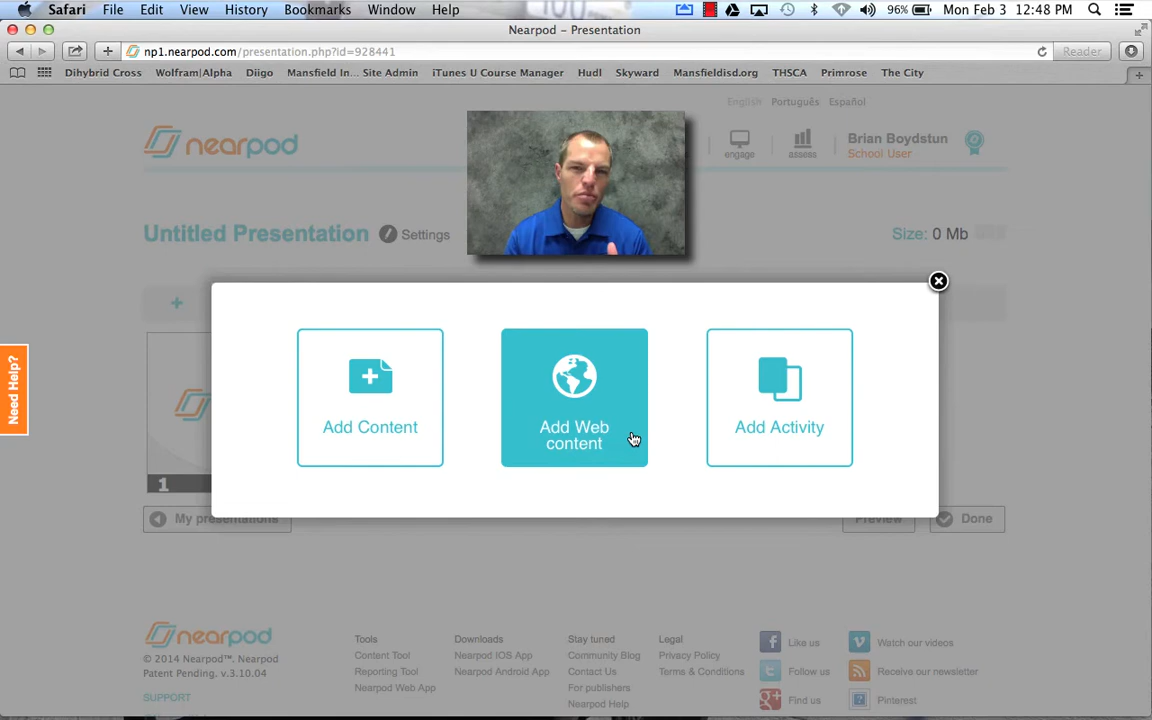 Safari File Edit View History Bookmarks Window Help 96% Mon Feb 3 12:48 PM
Nearpod – Presentation
np1.nearpod.com/presentation.php?id=928441 Reader
Dihybrid Cross Wolfram|Alpha Diigo Mansfield In... Site Admin iTunes U Course Manager Hudl Skyward Mansfieldisd.org THSCA Primrose The City
English Português Español
nearpod engage assess Brian Boydstun
School User
Untitled Presentation Settings Size: 0 Mb
Need Help?
Add Content
Add Web
content
Add Activity
1
My presentations Preview Done
nearpod
© 2014 Nearpod™. Nearpod
Patent Pending. v.3.10.04
SUPPORT
Tools
Content Tool
Reporting Tool
Nearpod Web App
Downloads
Nearpod IOS App
Nearpod Android App
Stay tuned
Community Blog
Contact Us
For publishers
Nearpod Help
Legal
Privacy Policy
Terms & Conditions
Like us
Follow us
Find us
Watch our videos
Receive our newsletter
Pinterest